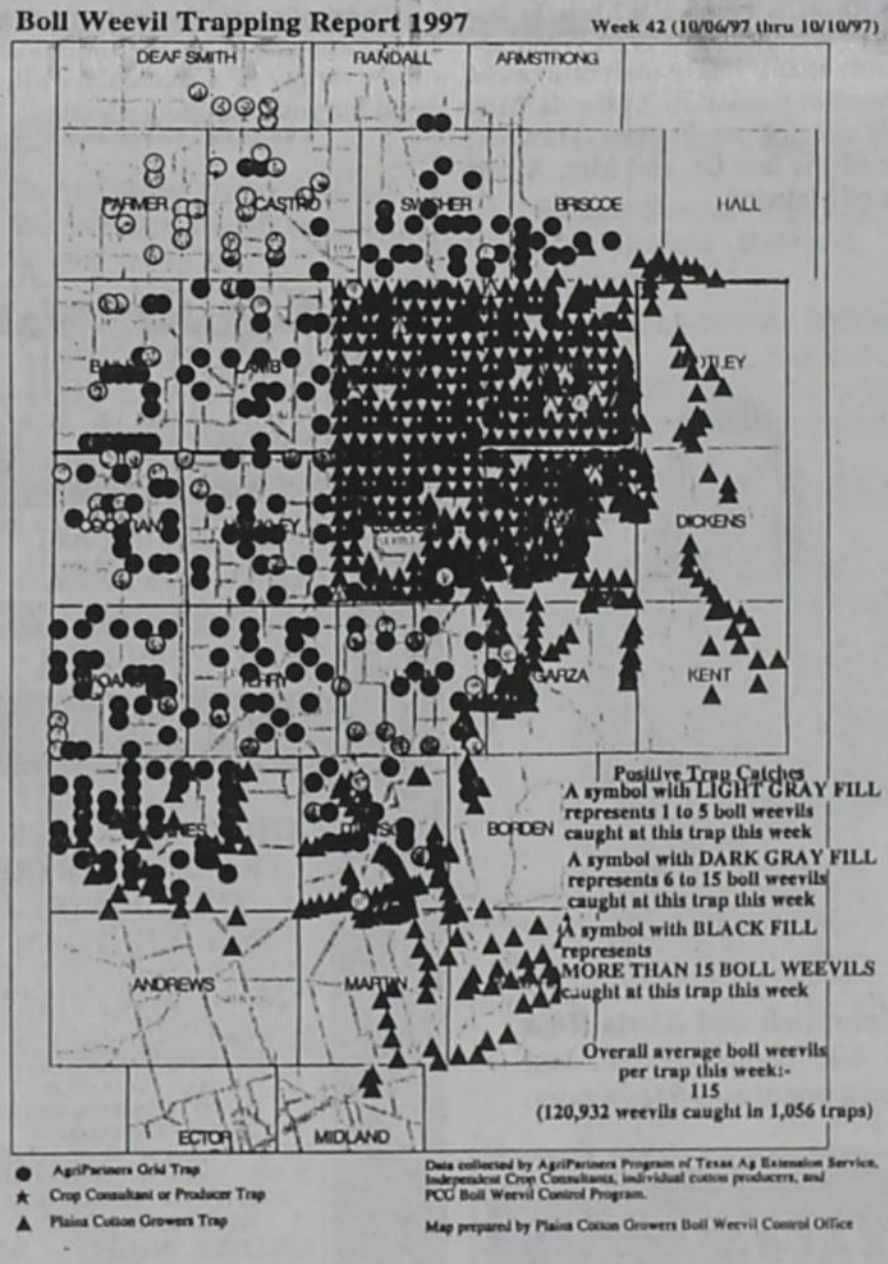 Boll Weevil Trapping Report 1997
Week 42 (10/06/97 thru 10/10/97)
DEAF SMITH
RANDALL
ARMSTRONG
PARMER
CASTRO
SWISHER
BRISCOE
HALL
DICKENS
GARZA
KENT
BORDEN
ANDREWS
MARTIN
ECTOR
MIDLAND
Positive Trap Catches
A symbol with LIGHT GRAY FILL
represents 1 to 5 boll weevils
caught at this trap this week
A symbol with DARK GRAY FILL
represents 6 to 15 boll weevils
caught at this trap this week
A symbol with BLACK FILL
represents
MORE THAN 15 BOLL WEEVILS
caught at this trap this week
Overall average boll weevils
per trap this week:-
115
(120,932 weevils caught in 1,056 traps)
AgriPartners Grid Trap
Crop Consultant or Producer Trap
Plains Cotton Growers Trap
Data collected by AgriPartners Program of Texas Ag Extension Service,
Independent Crop Consultants, individual cotton producers, and
PCG Boll Weevil Control Program.
Map prepared by Plains Cotton Growers Boll Weevil Control Office